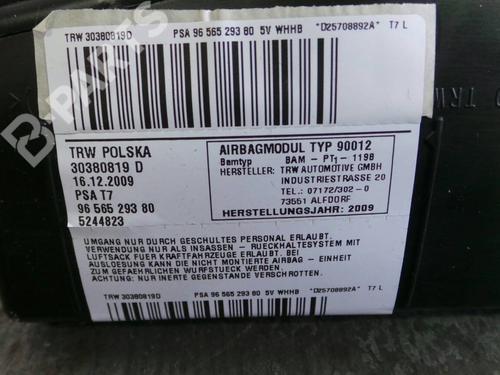 TRW 30380819D PSA 96 565 293 80 5V WHHB "D25708892A" T7 L
B-PARTS
TRW POLSKA
30380819 D
16.12.2009
PSA T7
96 565 293 80
5244823
AIRBAGMODUL TYP 90012
Bamtyp BAM - PT1 - 1198
HERSTELLER: TRW AUTOMOTIVE GMBH
INDUSTRIESTRASSE 20
TEL.: 07172/302-0
73551 ALFDORF
HERSTELLUNGSJAHR: 2009
UMGANG NUR DURCH GESCHULTES PERSONAL ERLAUBT.
VERWENDUNG NUR ALS INSASSEN - RUECKHALTESYSTEM MIT
LUFTSACK FUER KRAFTFAHRZEUGE ERLAUBT. BEI
AUSLOESUNG KANN DIE NICHT MONTIERTE AIRBAG - EINHEIT
ZU GEFAEHRLICHEM WURFSTUECK WERDEN.
ACHTUNG: NUR INERTE GEGENSTAENDE VERSCHROTTEN.
TRW 30380819D PSA 96 565 293 80 5V WHHB "D25708892A" T7 L
TRW